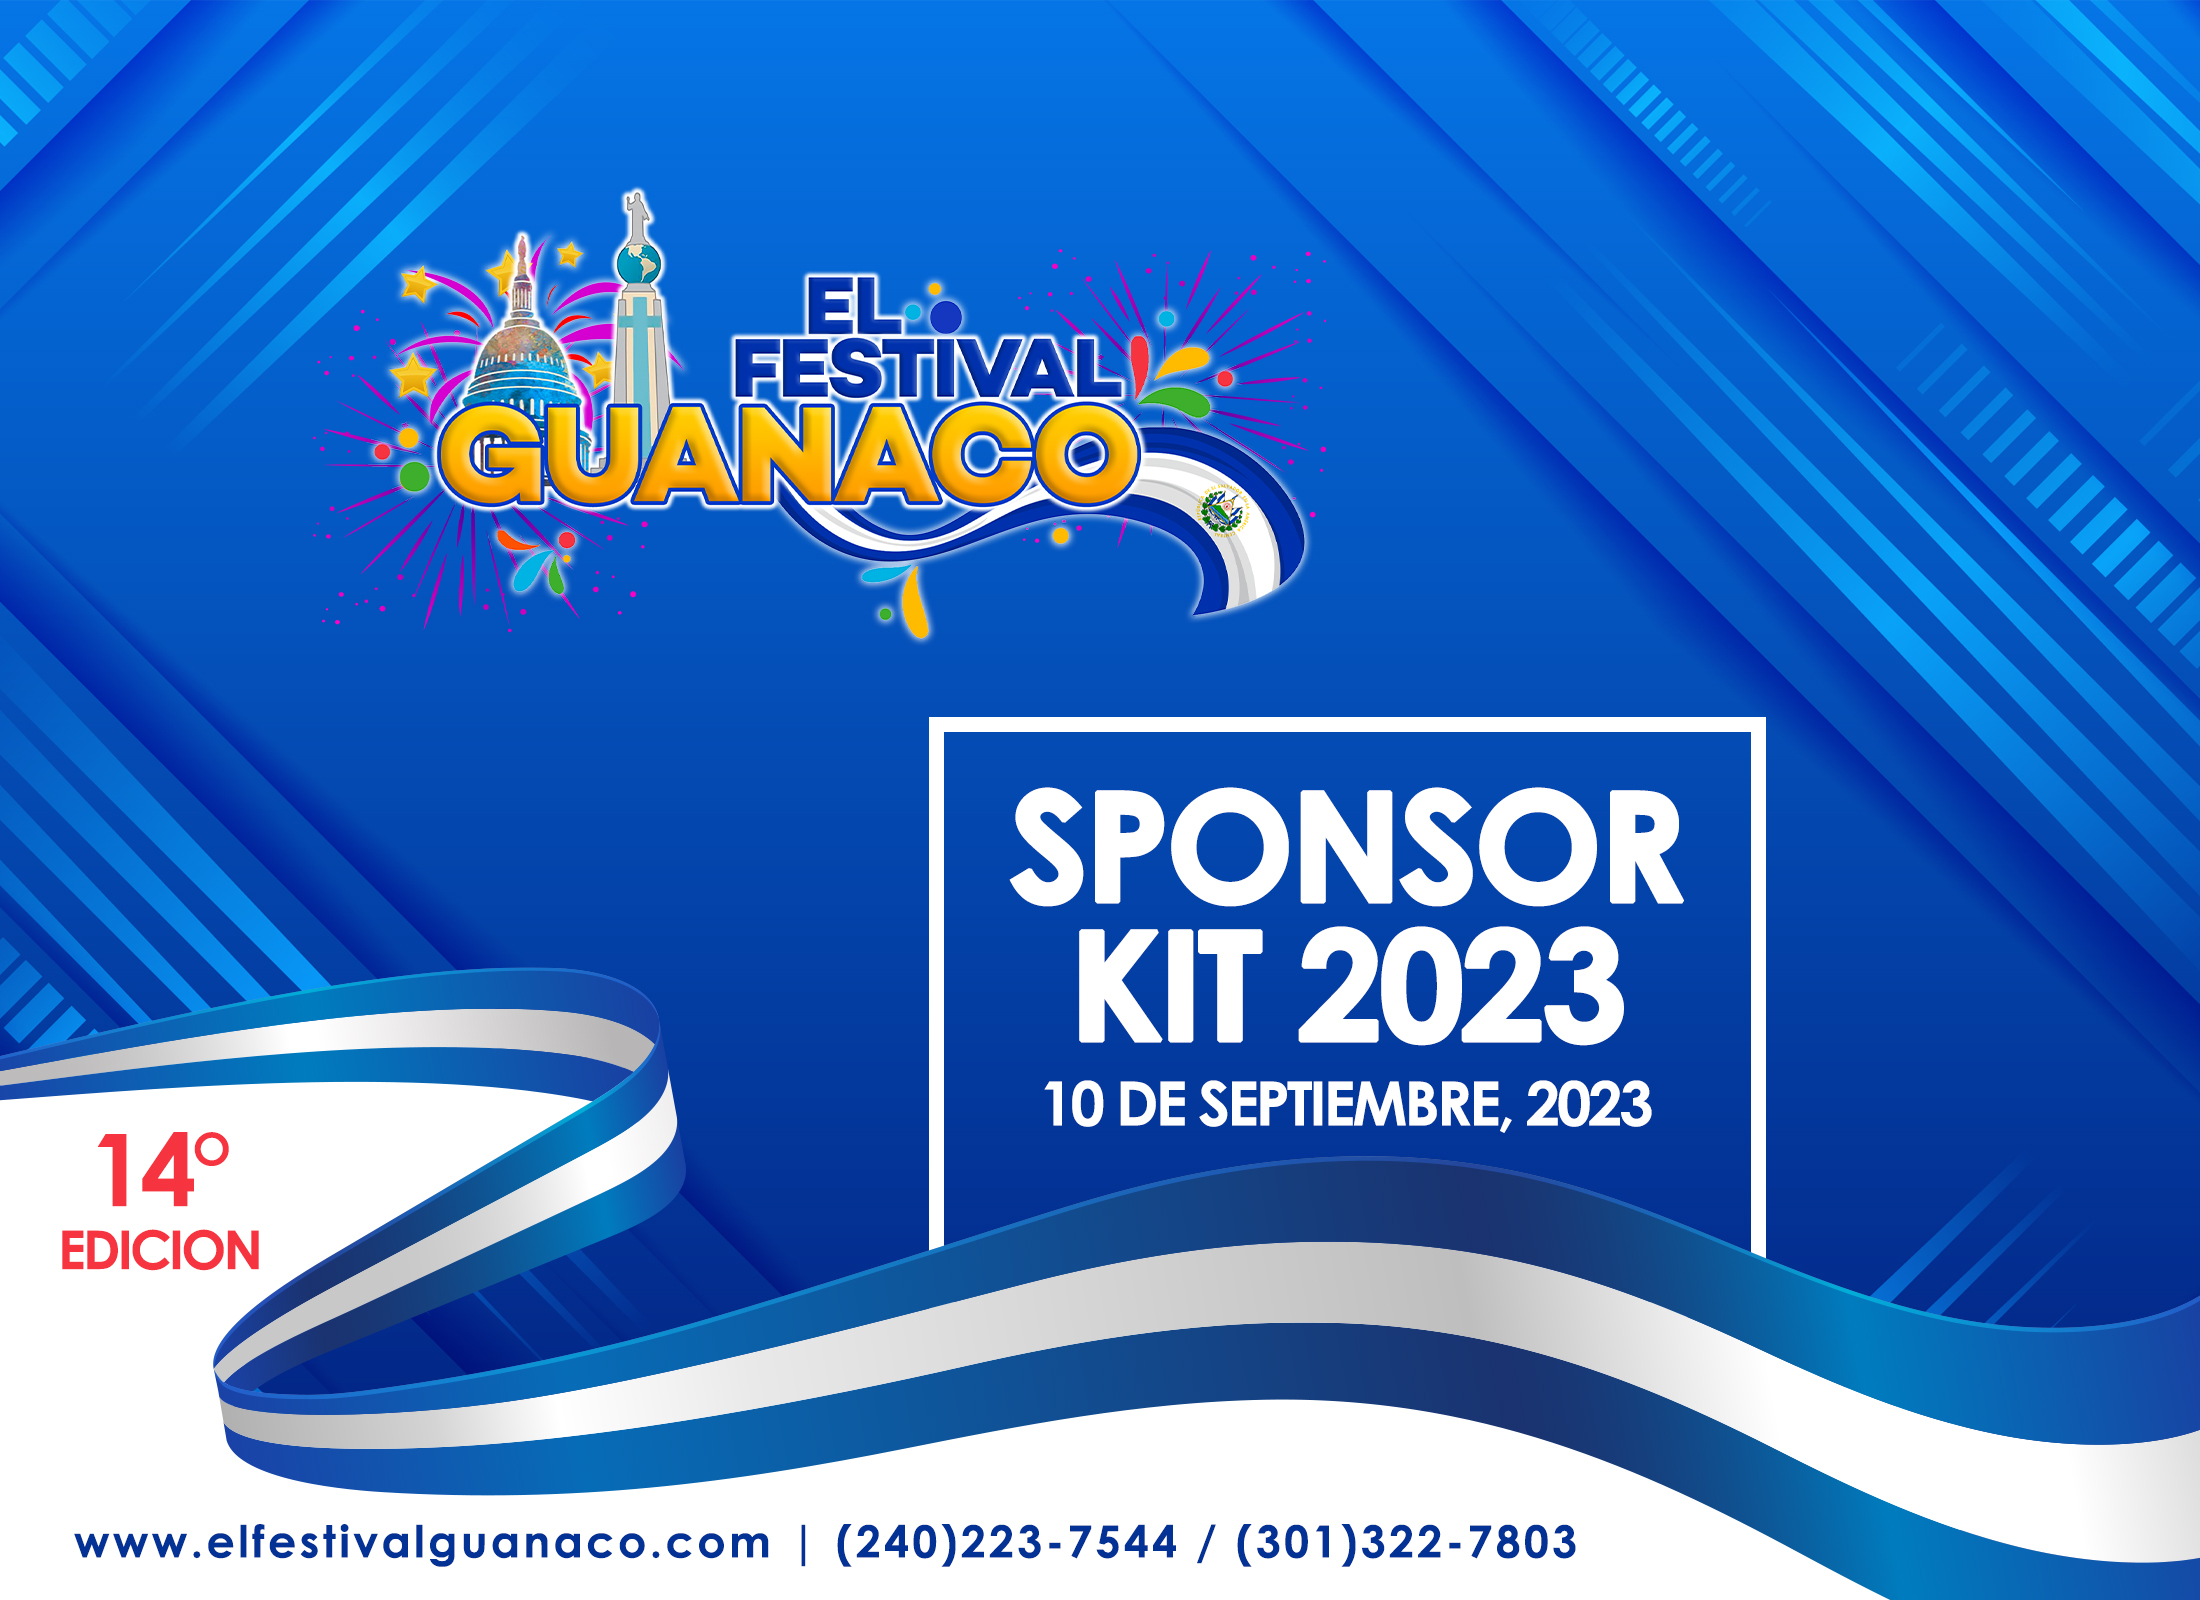 EL
FESTIVAL
GUANACO
SPONSOR
KIT 2023
10 DE SEPTIEMBRE, 2023
14°
EDICION
www.elfestivalguanaco.com | (240)223-7544 / (301)322-7803